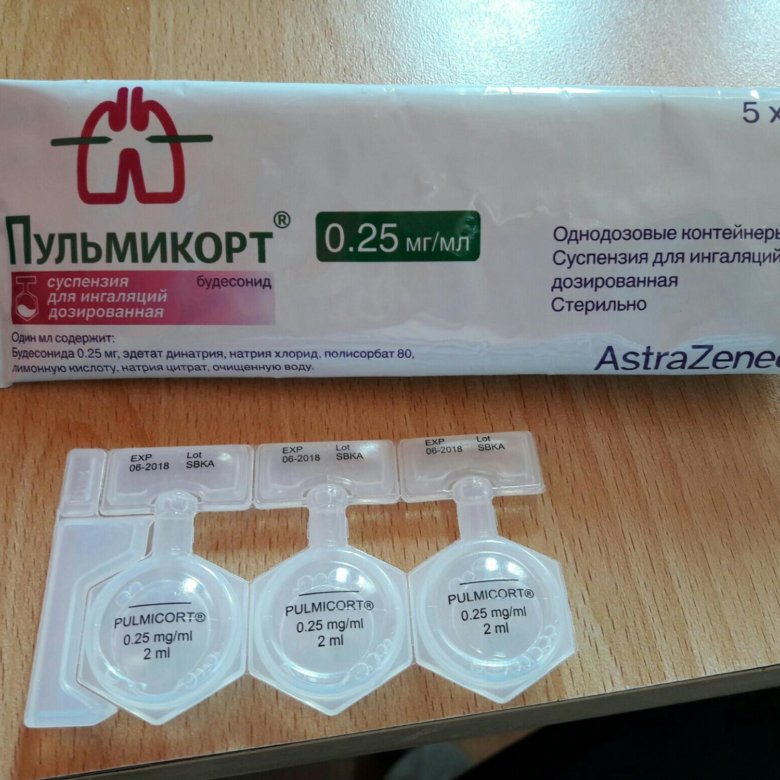 5 x
ПУЛЬМИКОРТ®
0.25 мг/мл
суспензия
для ингаляций
дозированная
будесонид
Однодозовые контейнеры
Суспензия для ингаляций
дозированная
Стерильно
Один мл содержит:
Будесонида 0.25 мг, эдетат динатрия, натрия хлорид, полисорбат 80,
лимонную кислоту, натрия цитрат, очищенную воду.
AstraZenec
EXP Lot
06-2018 SBKA
EXP Lot
06-2018 SBKA
EXP Lot
06-2018 SBKA
PULMICORT®
0.25 mg/ml
2 ml
PULMICORT®
0.25 mg/ml
2 ml
PULMICORT®
0.25 mg/ml
2 ml